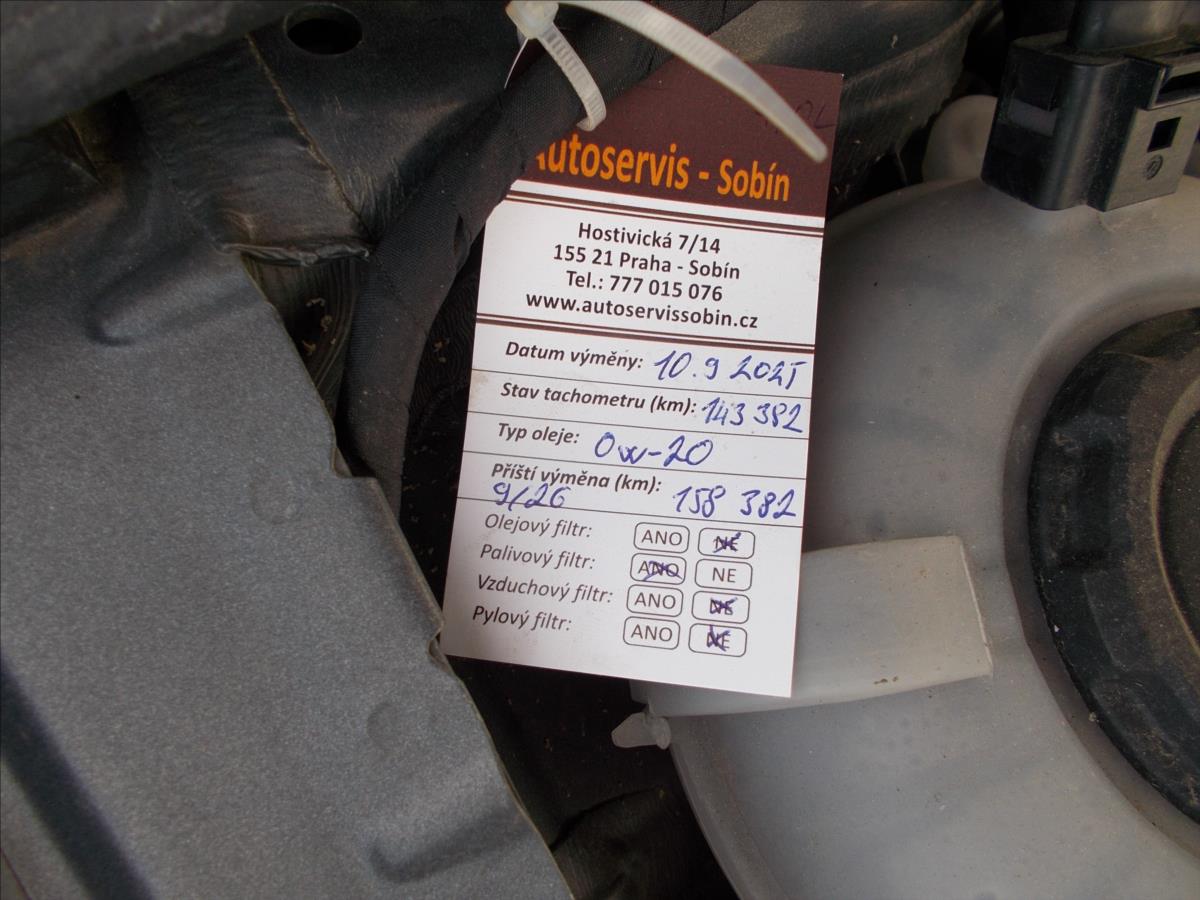 Autoservis - Sobín
Hostivická 7/14
155 21 Praha - Sobín
Tel.: 777 015 076
www.autoservissobin.cz
Datum výměny: 10.9 2025
Stav tachometru (km): 143 382
Typ oleje: 0w-20
Příští výměna (km): 158 382
9/26
Olejový filtr: ANO NE
Palivový filtr: ANO NE
Vzduchový filtr: ANO NE
Pylový filtr: ANO NE